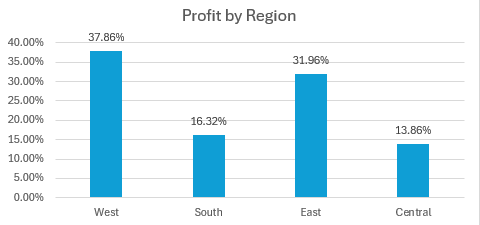 Profit by Region
40.00%
35.00%
30.00%
25.00%
20.00%
15.00%
10.00%
5.00%
0.00%
37.86%
16.32%
31.96%
13.86%
West
South
East
Central